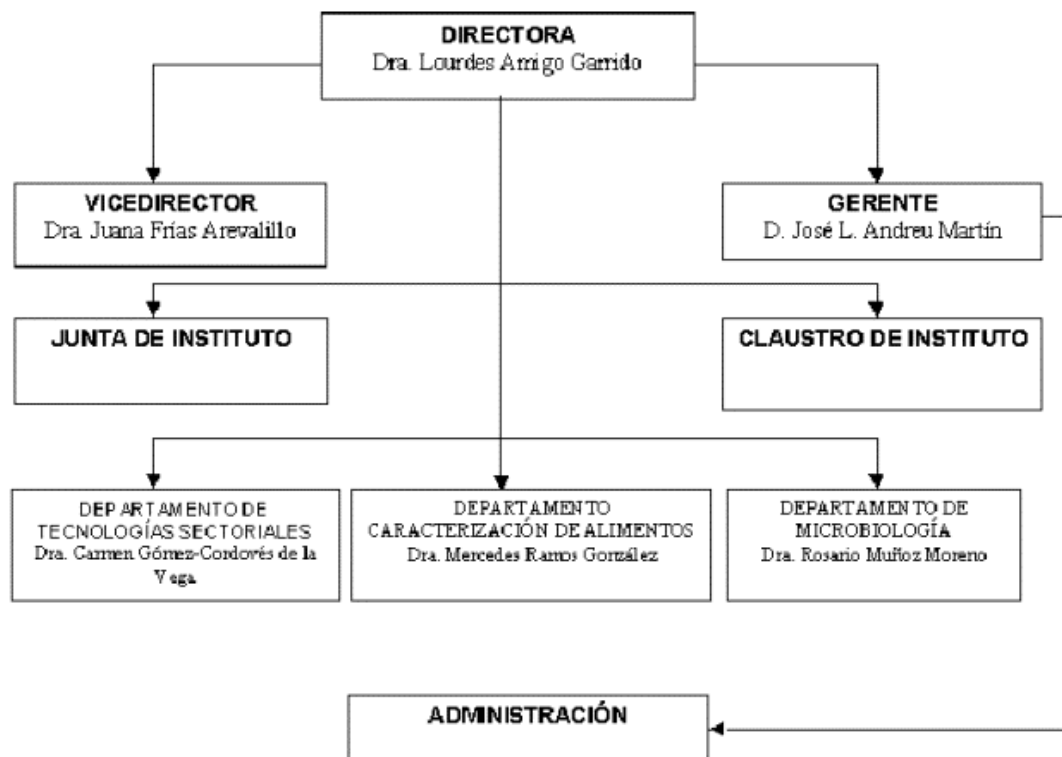 DIRECTORA
Dra. Lourdes Amigo Garrido
VICEDIRECTOR
Dra. Juana Frías Arevalillo
GERENTE
D. José L. Andreu Martín
JUNTA DE INSTITUTO
CLAUSTRO DE INSTITUTO
DEPARTAMENTO DE
TECNOLOGÍAS SECTORIALES
Dra. Carmen Gómez-Cordovés de la
Vega
DEPARTAMENTO
CARACTERIZACIÓN DE ALIMENTOS
Dra. Mercedes Ramos González
DEPARTAMENTO DE
MICROBIOLOGÍA
Dra. Rosario Muñoz Moreno
ADMINISTRACIÓN